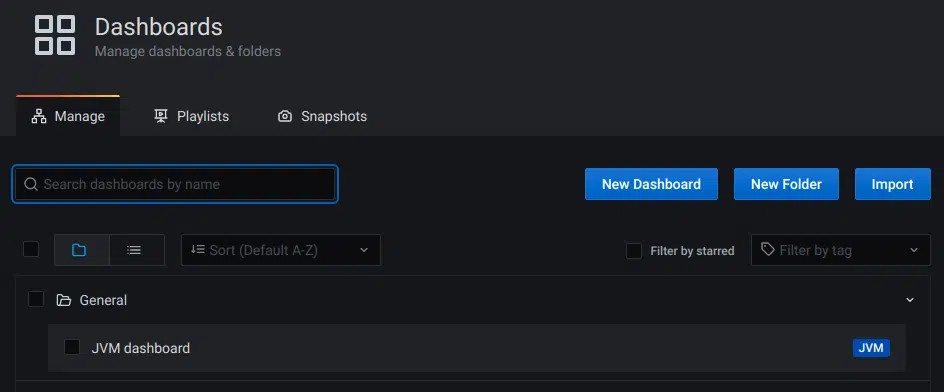 Dashboards
Manage dashboards & folders
Manage Playlists Snapshots
Search dashboards by name New Dashboard New Folder Import
Sort (Default A-Z) Filter by starred Filter by tag
General
JVM dashboard JVM